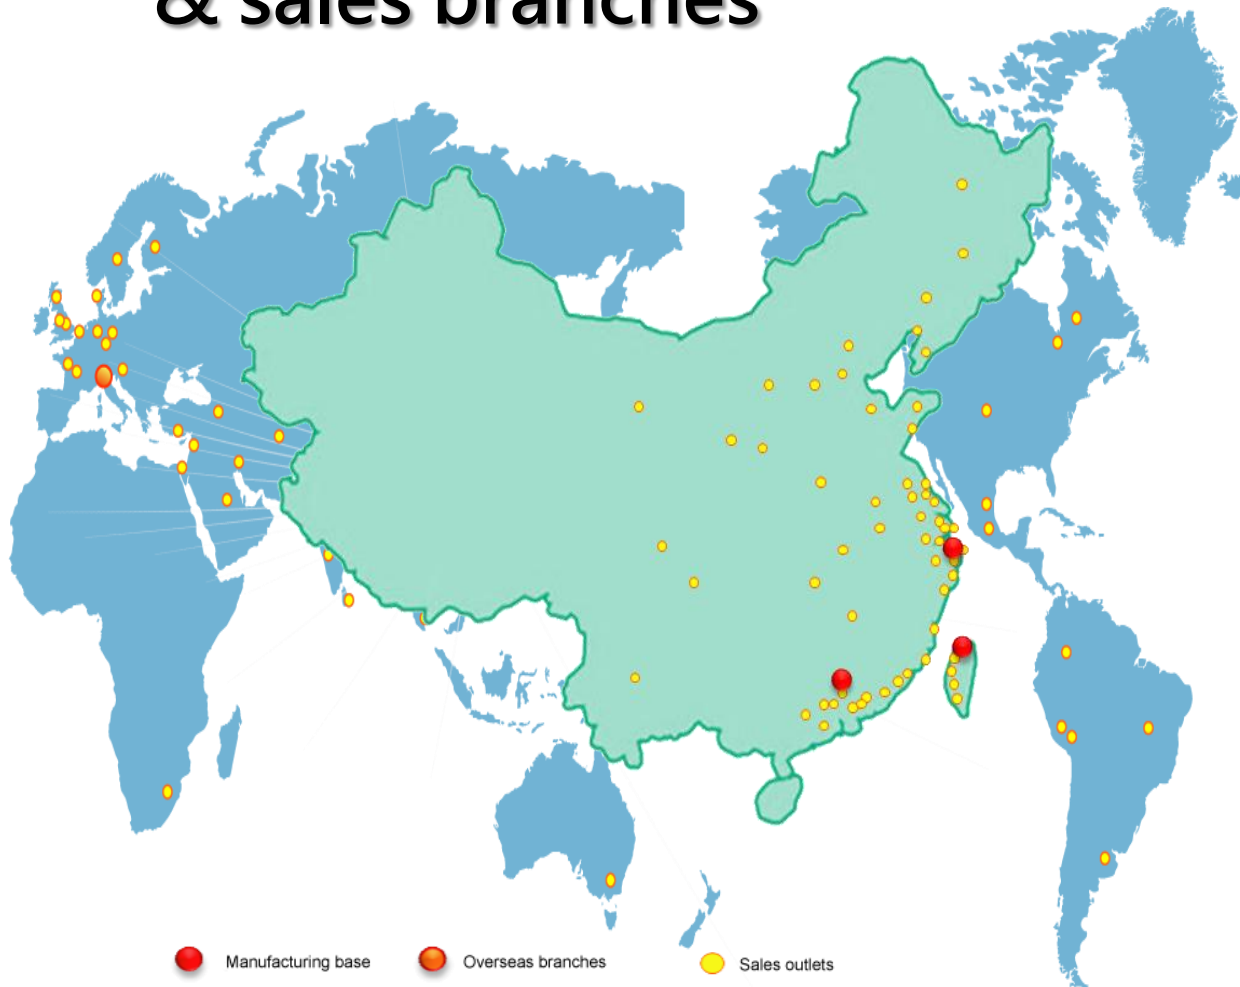 & sales branches
Manufacturing base
Overseas branches
Sales outlets